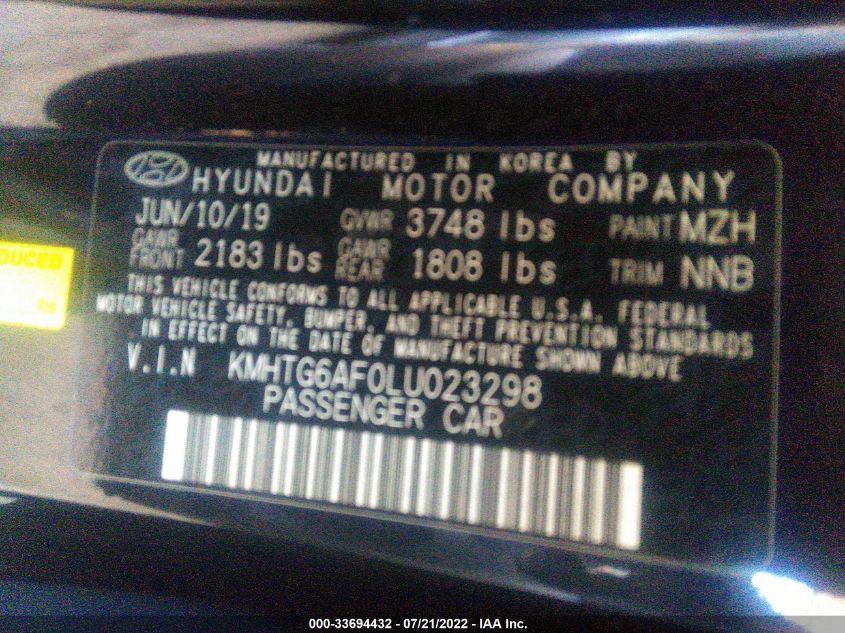 MANUFACTURED IN KOREA BY
HYUNDAI MOTOR COMPANY
JUN/10/19 GVWR 3748 lbs PAINT MZH
GAWR FRONT 2183 lbs GAWR REAR 1808 lbs TRIM NNB
THIS VEHICLE CONFORMS TO ALL APPLICABLE U.S.A. FEDERAL
MOTOR VEHICLE SAFETY, BUMPER, AND THEFT PREVENTION STANDARDS
IN EFFECT ON THE DATE OF MANUFACTURE SHOWN ABOVE
V.I.N KMHTG6AF0LU023298
PASSENGER CAR
DUCED
lbs
000-33694432 - 07/21/2022 - IAA Inc.